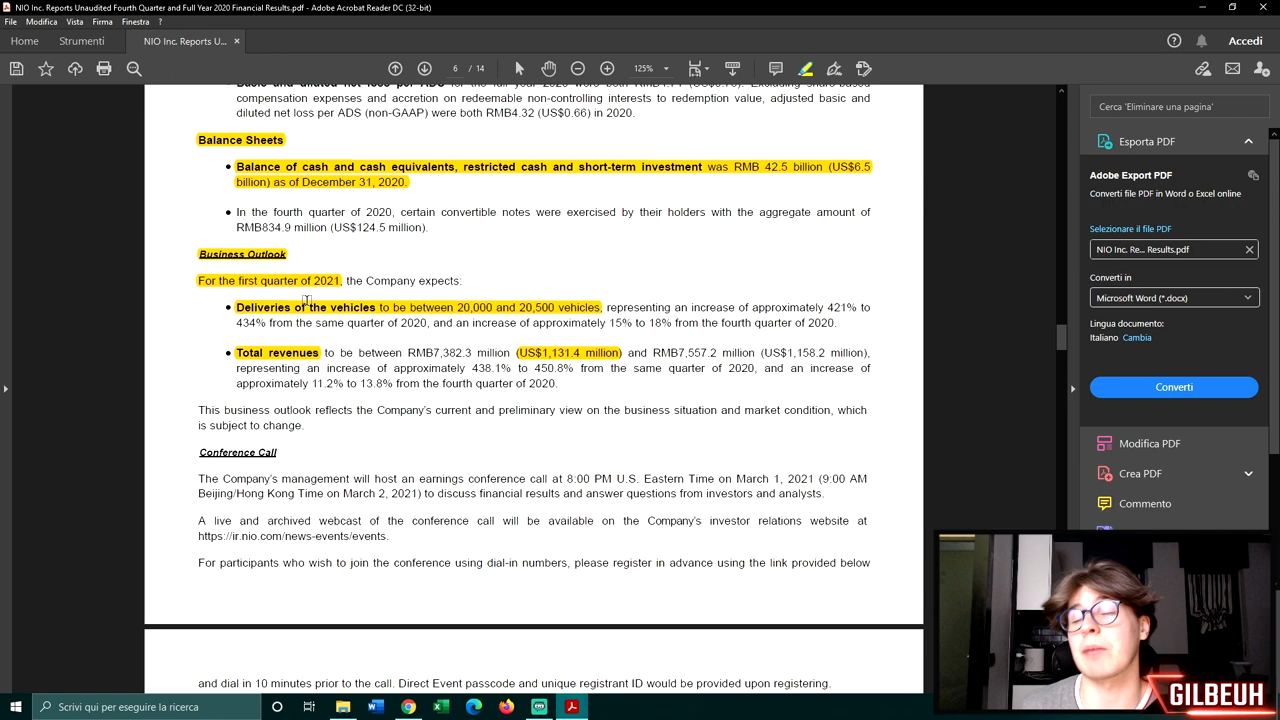 NIO Inc. Reports Unaudited Fourth Quarter and Full Year 2020 Financial Results.pdf - Adobe Acrobat Reader DC (32-bit)
File Modifica Vista Firma Finestra ?
Home Strumenti NIO Inc. Reports U... × Accedi
6 / 14 125%
compensation expenses and accretion on redeemable non-controlling interests to redemption value, adjusted basic and
diluted net loss per ADS (non-GAAP) were both RMB4.32 (US$0.66) in 2020.
Balance Sheets
• Balance of cash and cash equivalents, restricted cash and short-term investment was RMB 42.5 billion (US$6.5
billion) as of December 31, 2020.
• In the fourth quarter of 2020, certain convertible notes were exercised by their holders with the aggregate amount of
RMB834.9 million (US$124.5 million).
Business Outlook
For the first quarter of 2021, the Company expects:
• Deliveries of the vehicles to be between 20,000 and 20,500 vehicles, representing an increase of approximately 421% to
434% from the same quarter of 2020, and an increase of approximately 15% to 18% from the fourth quarter of 2020.
• Total revenues to be between RMB7,382.3 million (US$1,131.4 million) and RMB7,557.2 million (US$1,158.2 million),
representing an increase of approximately 438.1% to 450.8% from the same quarter of 2020, and an increase of
approximately 11.2% to 13.8% from the fourth quarter of 2020.
This business outlook reflects the Company's current and preliminary view on the business situation and market condition, which
is subject to change.
Conference Call
The Company's management will host an earnings conference call at 8:00 PM U.S. Eastern Time on March 1, 2021 (9:00 AM
Beijing/Hong Kong Time on March 2, 2021) to discuss financial results and answer questions from investors and analysts.
A live and archived webcast of the conference call will be available on the Company's investor relations website at
https://ir.nio.com/news-events/events.
For participants who wish to join the conference using dial-in numbers, please register in advance using the link provided below
and dial in 10 minutes prior to the call. Direct Event passcode and unique registrant ID would be provided upon registering.
Cerca 'Eliminare una pagina'
Esporta PDF
Adobe Export PDF
Converti file PDF in Word o Excel online
Selezionare il file PDF
NIO Inc. Re... Results.pdf
Converti in
Microsoft Word (*.docx)
Lingua documento:
Italiano Cambia
Converti
Modifica PDF
Crea PDF
Commento
GILBEUH
Scrivi qui per eseguire la ricerca